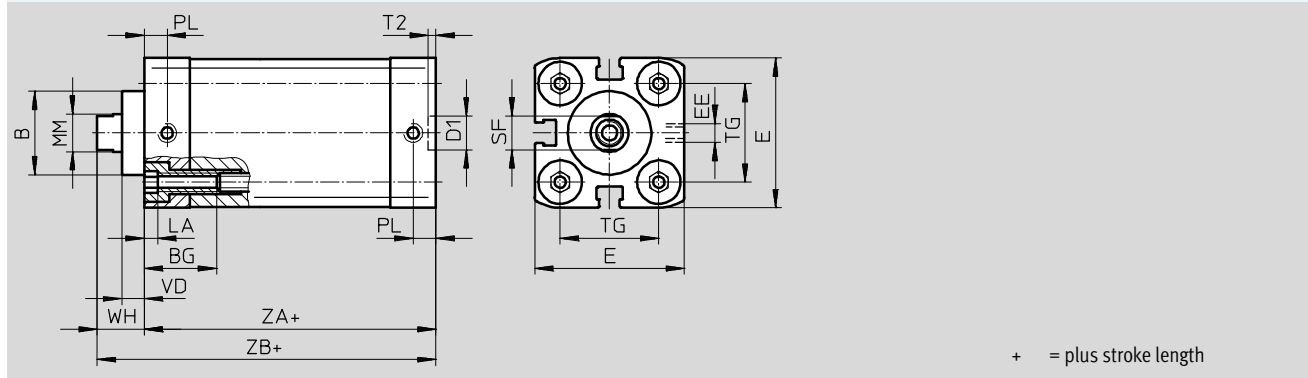 PL
T2
B
MM
D1
SF
EE
TG
E
LA
PL
TG
BG
E
VD
WH
ZA+
ZB+
+ = plus stroke length